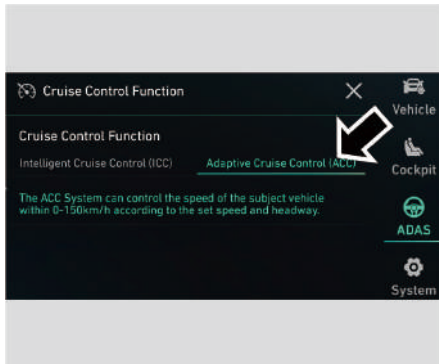 Cruise Control Function
Vehicle
Cruise Control Function
Intelligent Cruise Control (ICC) Adaptive Cruise Control (ACC)
Cockpit
The ACC System can control the speed of the subject vehicle
within 0-150km/h according to the set speed and headway.
ADAS
System